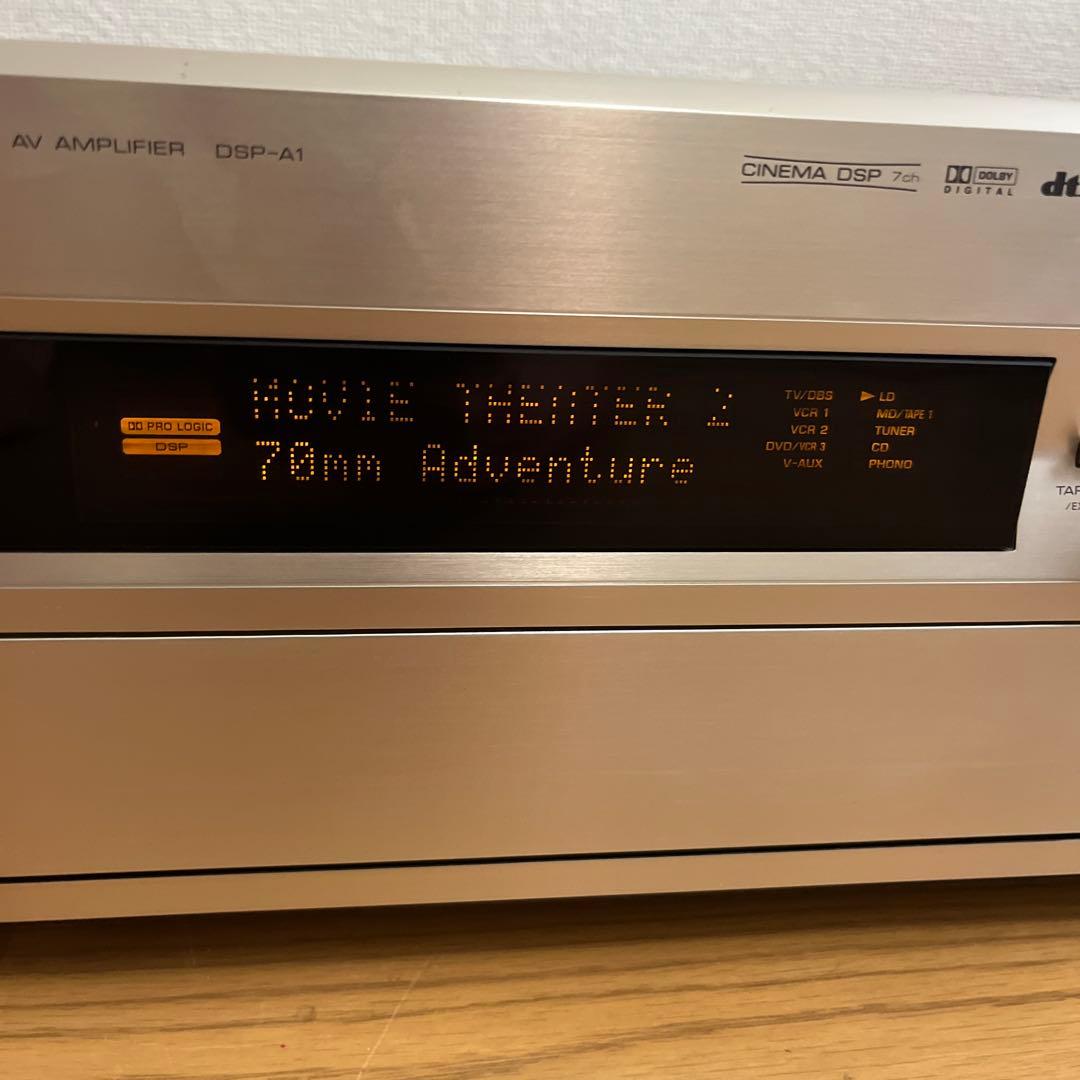 AV AMPLIFIER DSP-A1
CINEMA DSP 7ch
DOLBY
DIGITAL
PRO LOGIC
DSP
MOVIE THEATER 2
70mm Adventure
TV/DBS
VCR 1
VCR 2
DVD/VCR 3
V-AUX
LD
MD/TAPE 1
TUNER
CD
PHONO